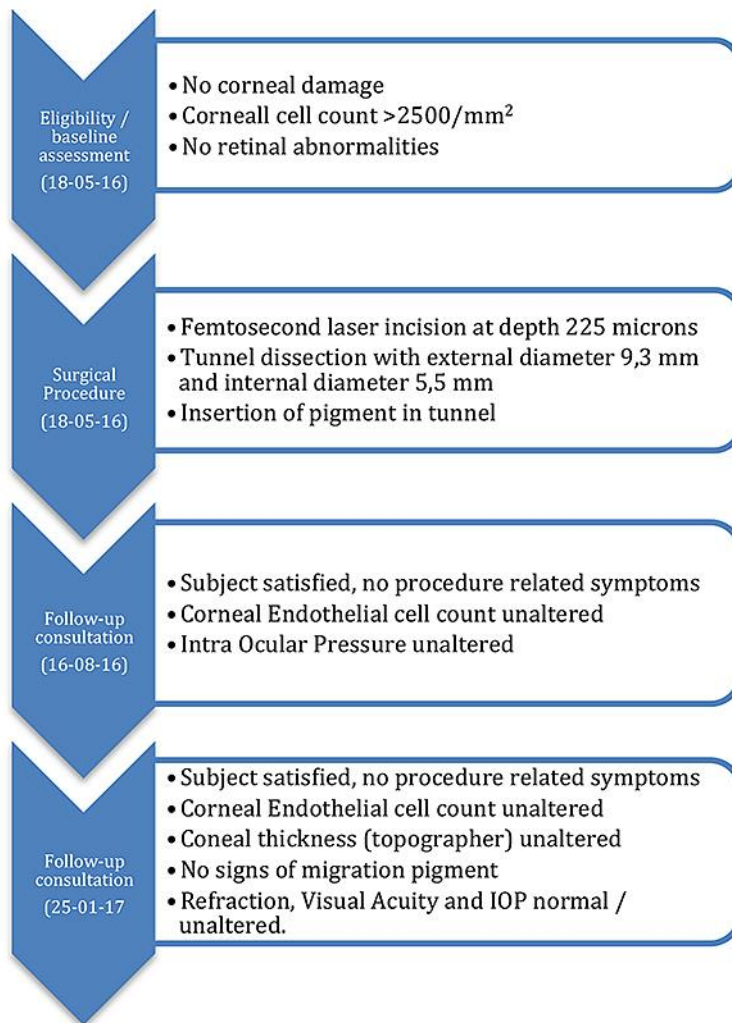 Eligibility /
baseline
assessment
(18-05-16)
• No corneal damage
• Corneall cell count >2500/mm²
• No retinal abnormalities
Surgical
Procedure
(18-05-16)
• Femtosecond laser incision at depth 225 microns
• Tunnel dissection with external diameter 9,3 mm
and internal diameter 5,5 mm
• Insertion of pigment in tunnel
Follow-up
consultation
(16-08-16)
• Subject satisfied, no procedure related symptoms
• Corneal Endothelial cell count unaltered
• Intra Ocular Pressure unaltered
Follow-up
consultation
(25-01-17
• Subject satisfied, no procedure related symptoms
• Corneal Endothelial cell count unaltered
• Coneal thickness (topographer) unaltered
• No signs of migration pigment
• Refraction, Visual Acuity and IOP normal /
unaltered.